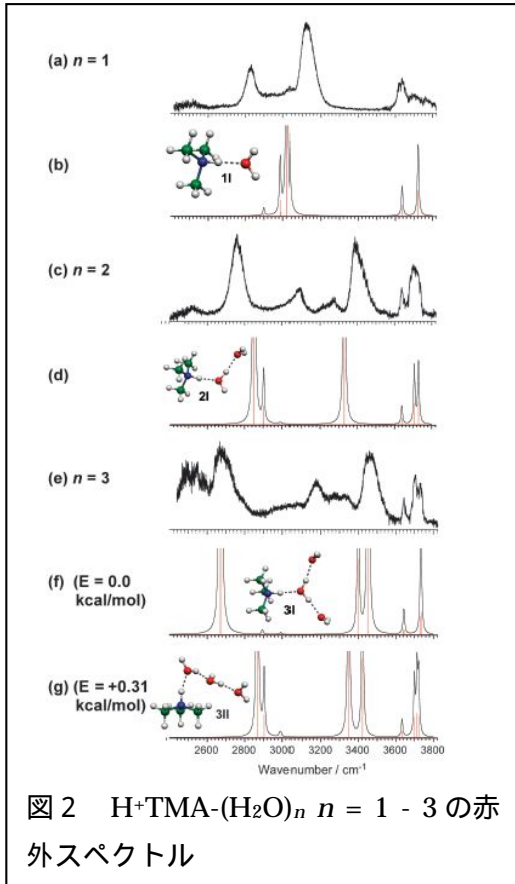 (a) n = 1
(b)
1I
(c) n = 2
(d)
2I
(e) n = 3
(f) (E = 0.0
kcal/mol)
3I
(g) (E = +0.31
kcal/mol)
3II
2600 2800 3000 3200 3400 3600 3800
Wavenumber / cm⁻¹
図 2 H⁺TMA-(H₂O)ₙ n = 1 - 3 の赤
外スペクトル